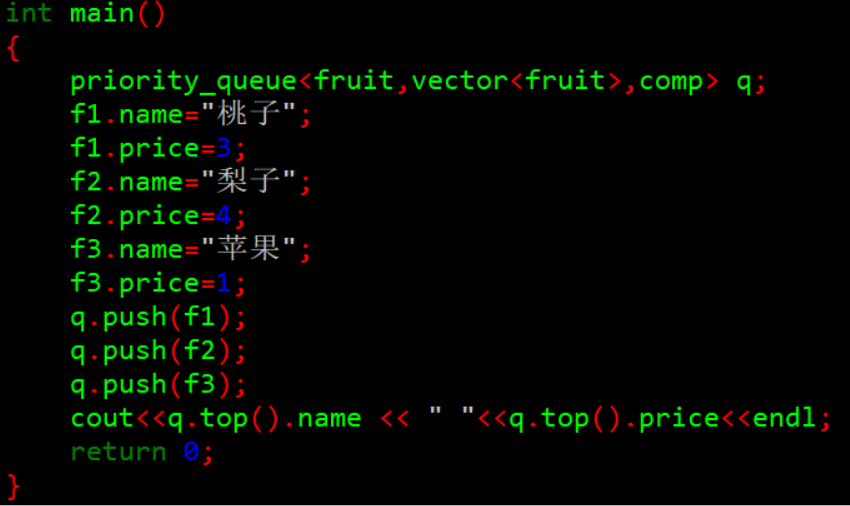 int main()
{
    priority_queue<fruit,vector<fruit>,comp> q;
    f1.name="桃子";
    f1.price=3;
    f2.name="梨子";
    f2.price=4;
    f3.name="苹果";
    f3.price=1;
    q.push(f1);
    q.push(f2);
    q.push(f3);
    cout<<q.top().name << " "<<q.top().price<<endl;
    return 0;
}